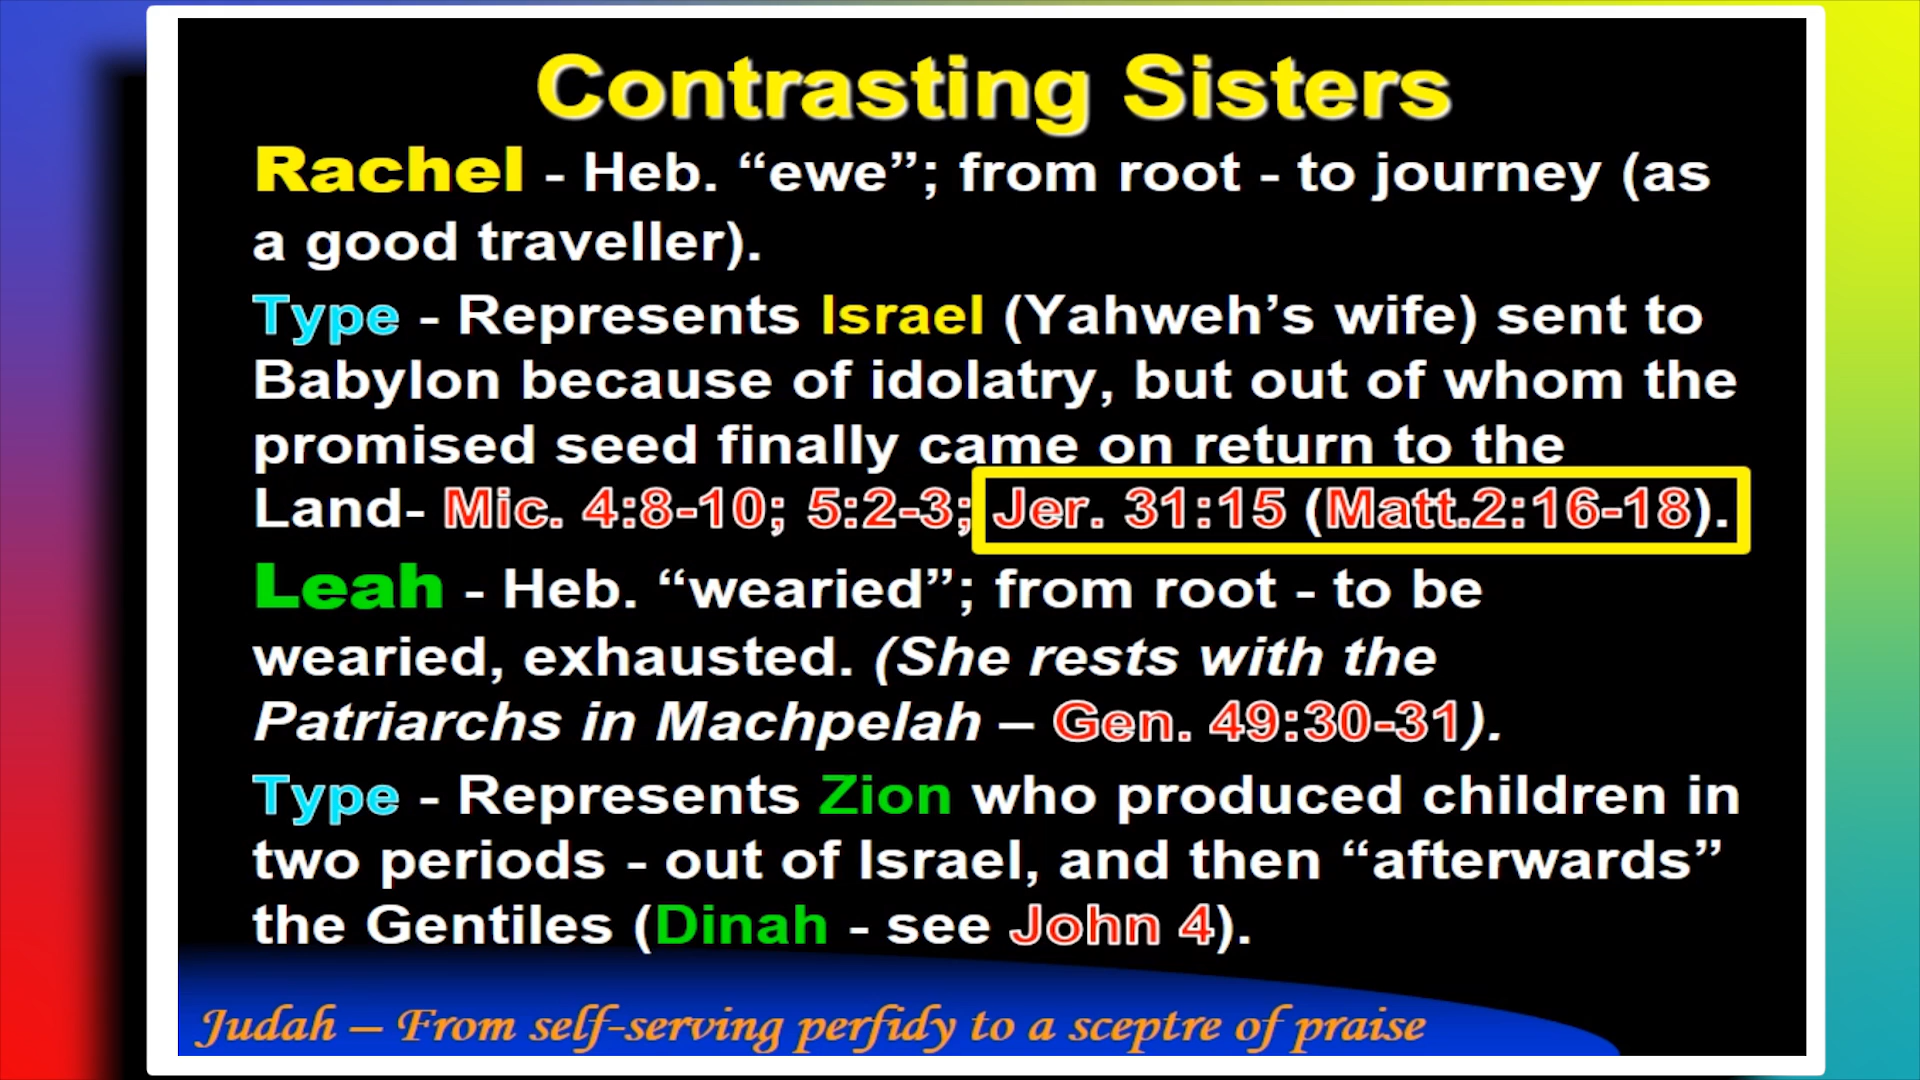 Contrasting Sisters
Rachel - Heb. “ewe”; from root - to journey (as
a good traveller).
Type - Represents Israel (Yahweh’s wife) sent to
Babylon because of idolatry, but out of whom the
promised seed finally came on return to the
Land- Mic. 4:8-10; 5:2-3; Jer. 31:15 (Matt.2:16-18).
Leah - Heb. “wearied”; from root - to be
wearied, exhausted. (She rests with the
Patriarchs in Machpelah – Gen. 49:30-31).
Type - Represents Zion who produced children in
two periods - out of Israel, and then “afterwards”
the Gentiles (Dinah - see John 4).
Judah – From self-serving perfidy to a sceptre of praise